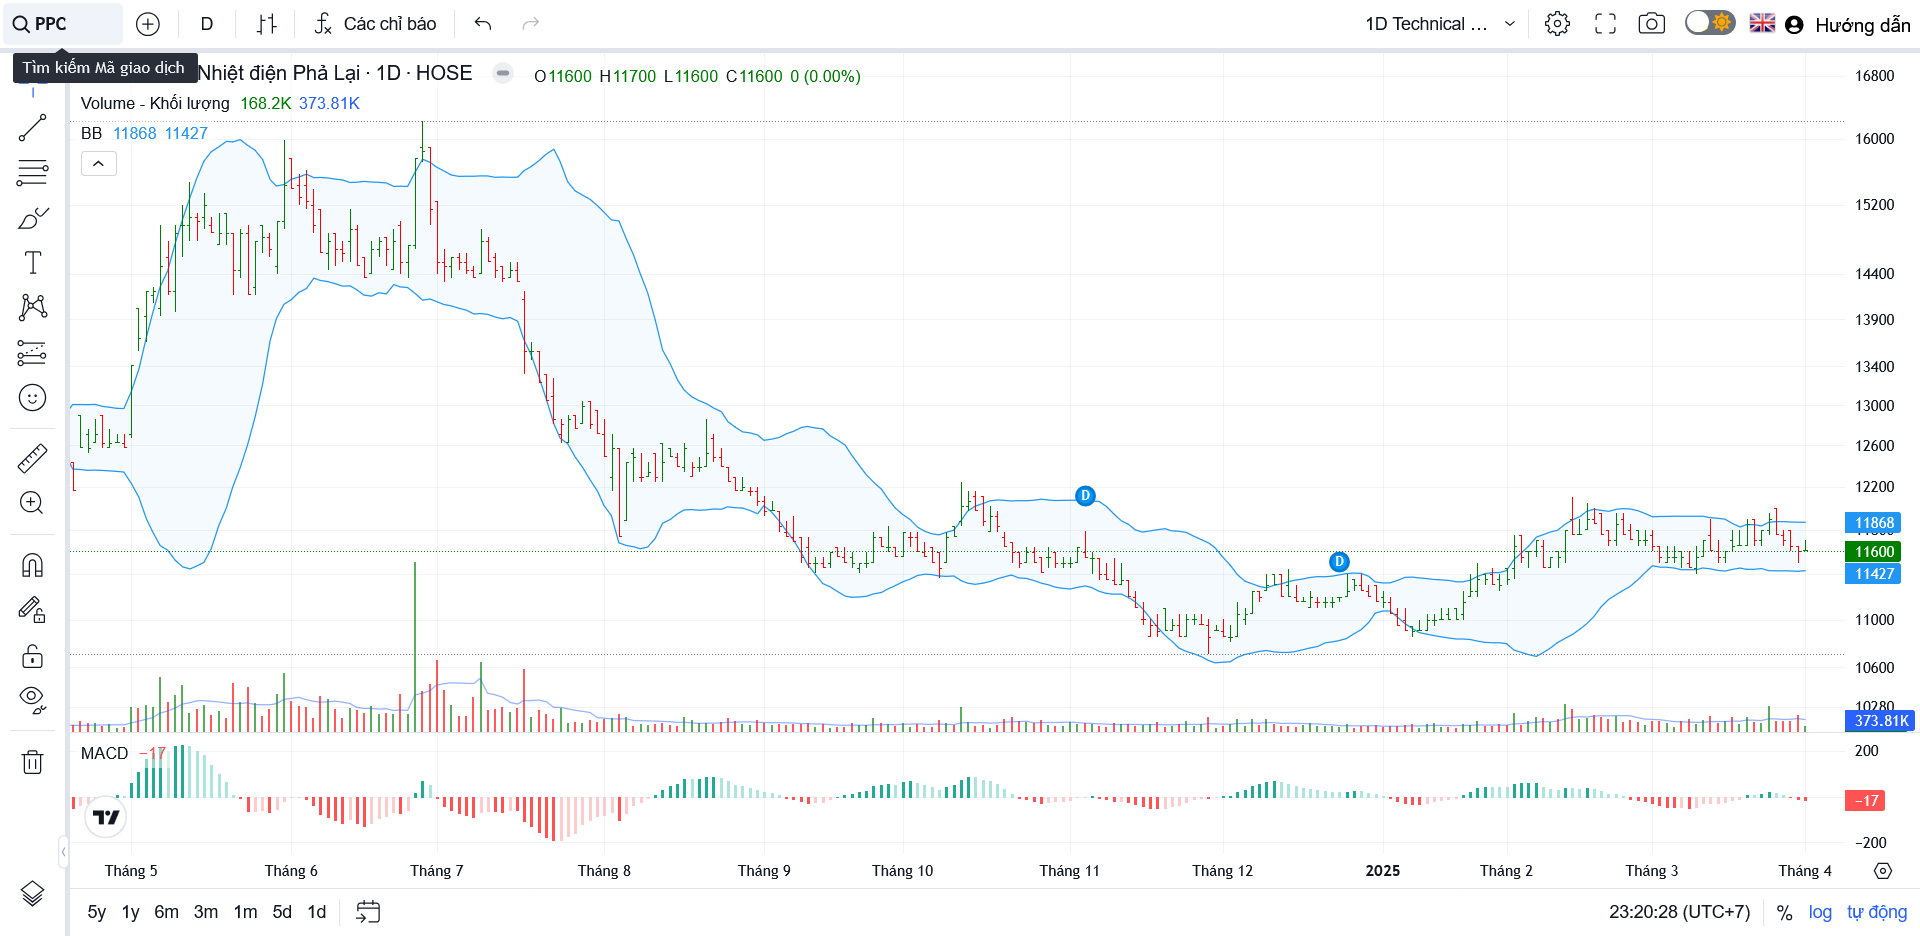 PPC
D
Các chỉ báo
1D Technical ...
Hướng dẫn
Tìm kiếm Mã giao dịch
Nhiệt điện Phả Lại · 1D · HOSE
O11600 H11700 L11600 C11600 0 (0.00%)
Volume - Khối lượng 168.2K 373.81K
BB 11868 11427
16800
16000
15200
14400
13900
13400
13000
12600
12200
11868
11600
11427
11000
10600
10280
373.81K
D
D
MACD −17
200
−17
−200
Tháng 5
Tháng 6
Tháng 7
Tháng 8
Tháng 9
Tháng 10
Tháng 11
Tháng 12
2025
Tháng 2
Tháng 3
Tháng 4
5y 1y 6m 3m 1m 5d 1d
23:20:28 (UTC+7)
%
log
tự động